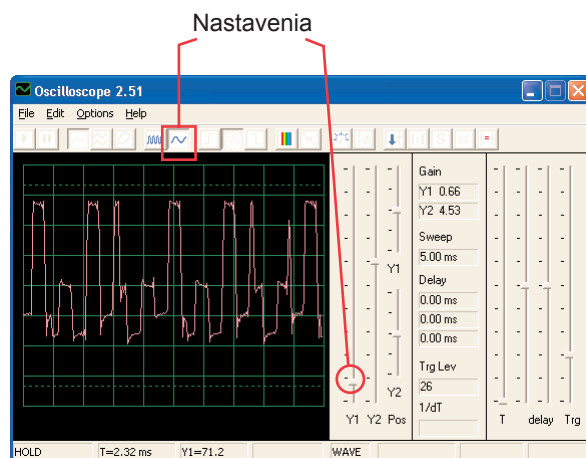 Nastavenia
Oscilloscope 2.51
File Edit Options Help
Gain
Y1 0.66
Y2 4.53
Sweep
5.00 ms
Delay
0.00 ms
0.00 ms
0.00 ms
Trg Lev
26
1/dT
Y1
Y2
Y1 Y2 Pos
T delay Trg
HOLD T=2.32 ms Y1=71.2 WAVE